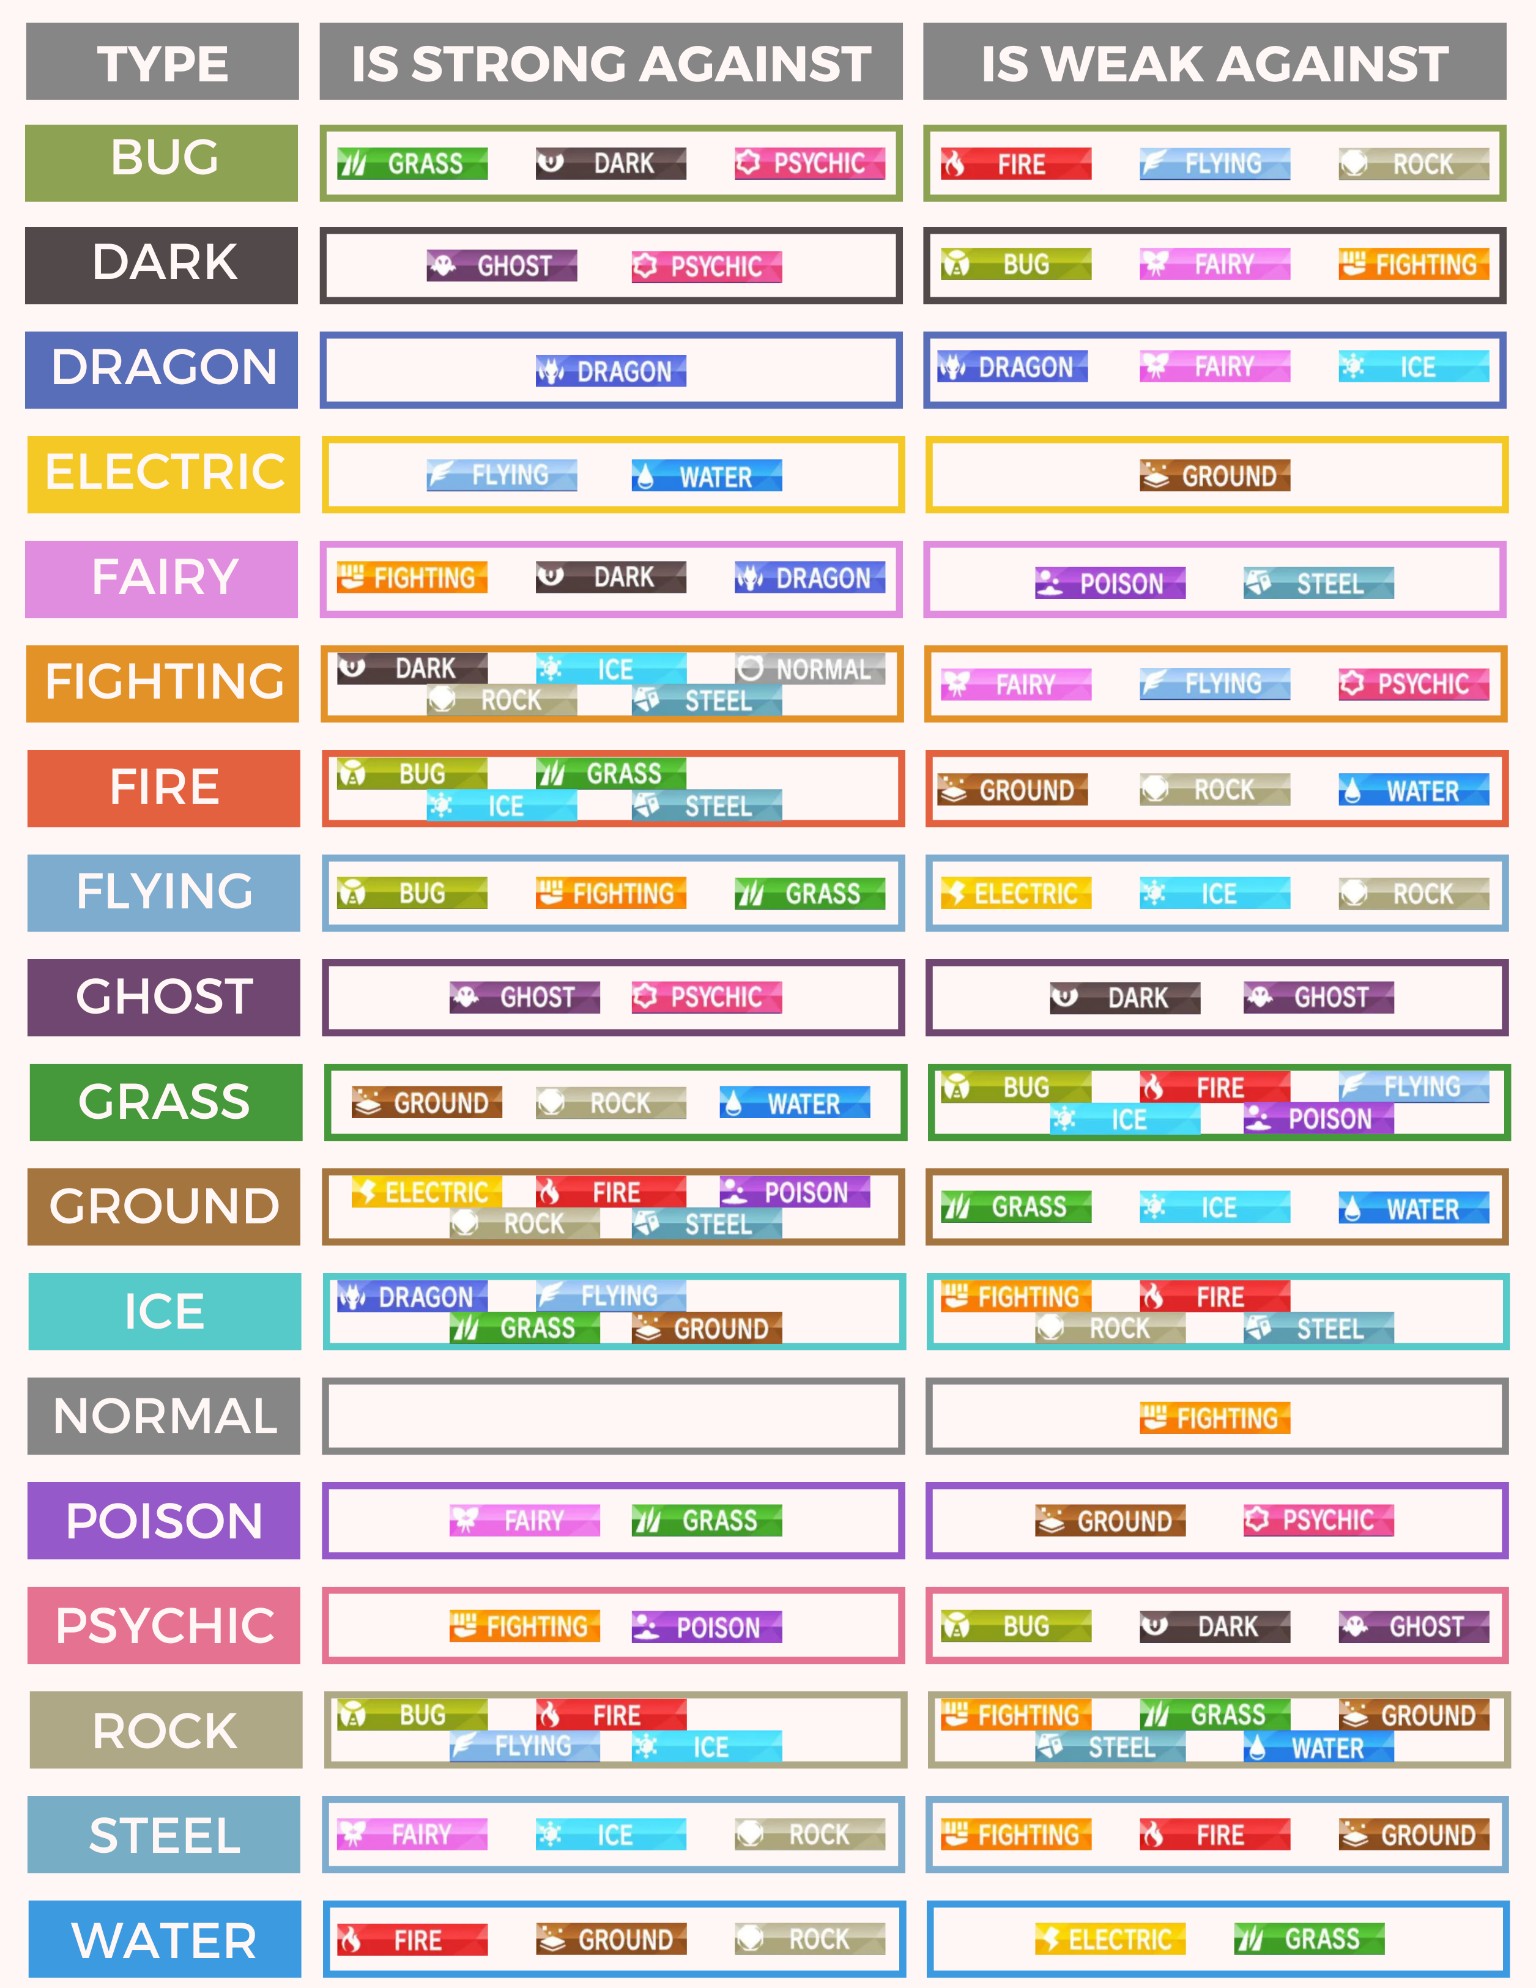 TYPE IS STRONG AGAINST IS WEAK AGAINST
BUG GRASS DARK PSYCHIC FIRE FLYING ROCK
DARK GHOST PSYCHIC BUG FAIRY FIGHTING
DRAGON DRAGON DRAGON FAIRY ICE
ELECTRIC FLYING WATER GROUND
FAIRY FIGHTING DARK DRAGON POISON STEEL
FIGHTING DARK ICE NORMAL
ROCK STEEL
FAIRY FLYING PSYCHIC
FIRE BUG GRASS
ICE STEEL
GROUND ROCK WATER
FLYING BUG FIGHTING GRASS ELECTRIC ICE ROCK
GHOST GHOST PSYCHIC DARK GHOST
GRASS GROUND ROCK WATER BUG FIRE FLYING
ICE POISON
GROUND ELECTRIC FIRE POISON
ROCK STEEL
GRASS ICE WATER
ICE DRAGON FLYING
GRASS GROUND
FIGHTING FIRE
ROCK STEEL
NORMAL FIGHTING
POISON FAIRY GRASS GROUND PSYCHIC
PSYCHIC FIGHTING POISON BUG DARK GHOST
ROCK BUG FIRE
FLYING ICE
FIGHTING GRASS GROUND
STEEL WATER
STEEL FAIRY ICE ROCK FIGHTING FIRE GROUND
WATER FIRE GROUND ROCK ELECTRIC GRASS